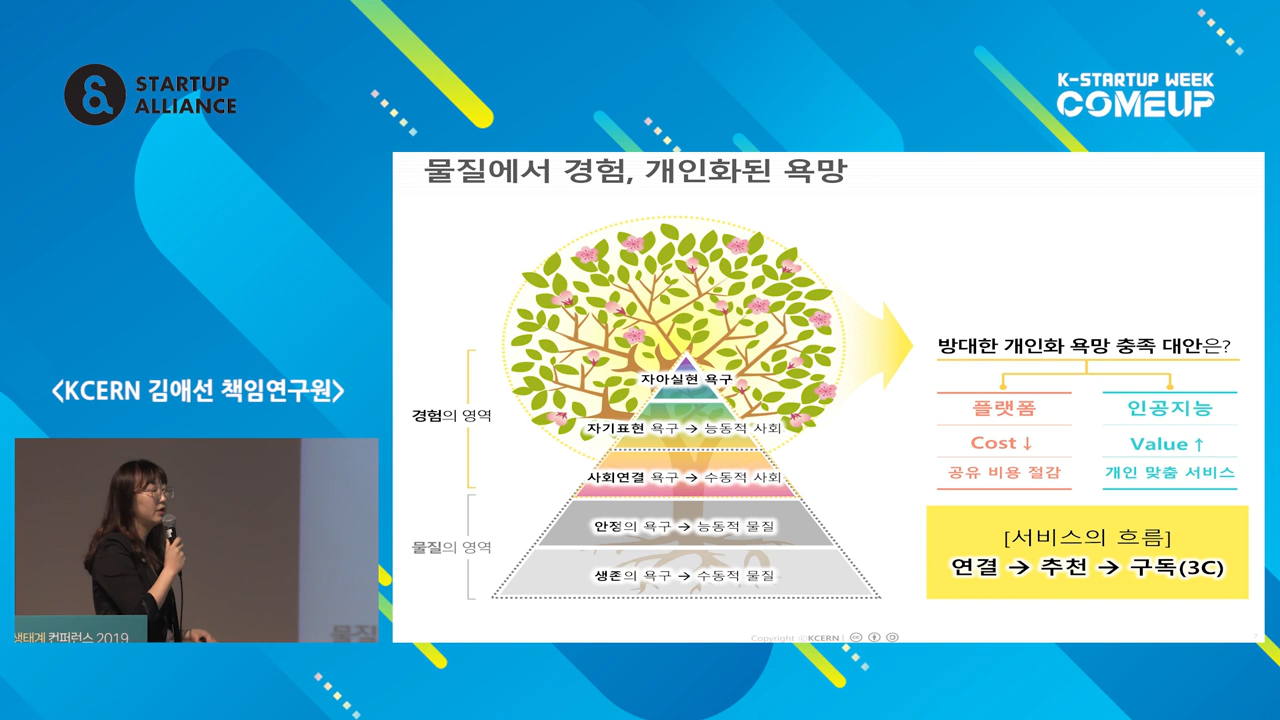 STARTUP
ALLIANCE
K-STARTUP WEEK
COMEUP
물질에서 경험, 개인화된 욕망
자아실현 욕구
경험의 영역
자기표현 욕구 → 능동적 사회
사회연결 욕구 → 수동적 사회
물질의 영역
안정의 욕구 → 능동적 물질
생존의 욕구 → 수동적 물질
방대한 개인화 욕망 충족 대안은?
플랫폼
Cost ↓
공유 비용 절감
인공지능
Value ↑
개인 맞춤 서비스
[서비스의 흐름]
연결 → 추천 → 구독(3C)
Copyright ⓒKCERN |
7
<KCERN 김애선 책임연구원>
생태계 컨퍼런스 2019
물질